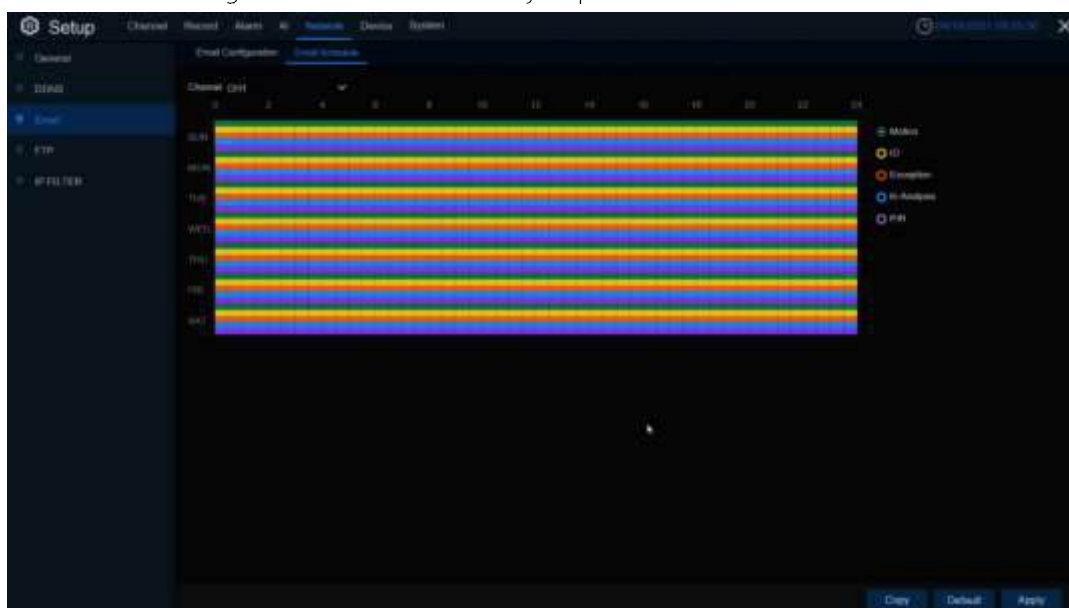 Setup Channel Record Alarm AI Network Device System
General
Email Configuration Email Schedule
DDNS
Channel CH1
0 2 4 6 8 10 12 14 16 18 20 22 24
Email
SUN
Motion
IO
FTP
MON
Exception
IP FILTER
TUE
In Analysis
WED
PIR
THU
FRI
SAT
Copy Default Apply